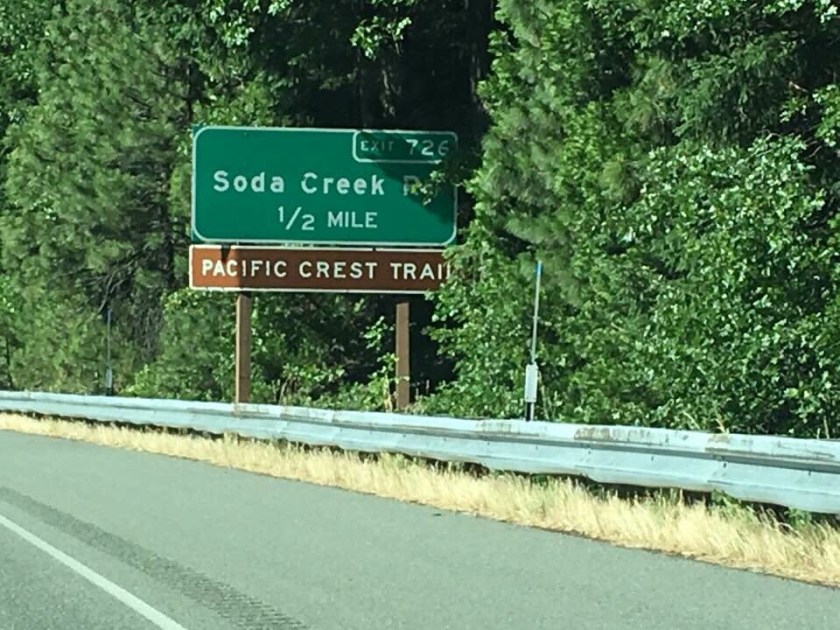 EXIT 726
Soda Creek Rd
1/2 MILE
PACIFIC CREST TRAIL